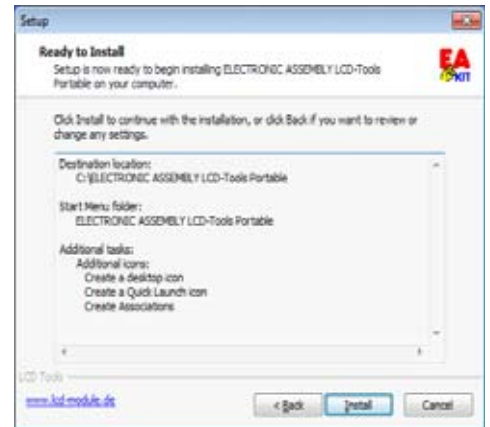 Setup
Ready to Install
Setup is now ready to begin installing ELECTRONIC ASSEMBLY LCD-Tools
Portable on your computer.
EA
KIT
Click Install to continue with the installation, or click Back if you want to review or
change any settings.
Destination location:
C:\ELECTRONIC ASSEMBLY LCD-Tools Portable
Start Menu folder:
ELECTRONIC ASSEMBLY LCD-Tools Portable
Additional tasks:
Additional icons:
Create a desktop icon
Create a Quick Launch icon
Create Associations
LCD Tools
www.lcd-module.de
< Back
Install
Cancel